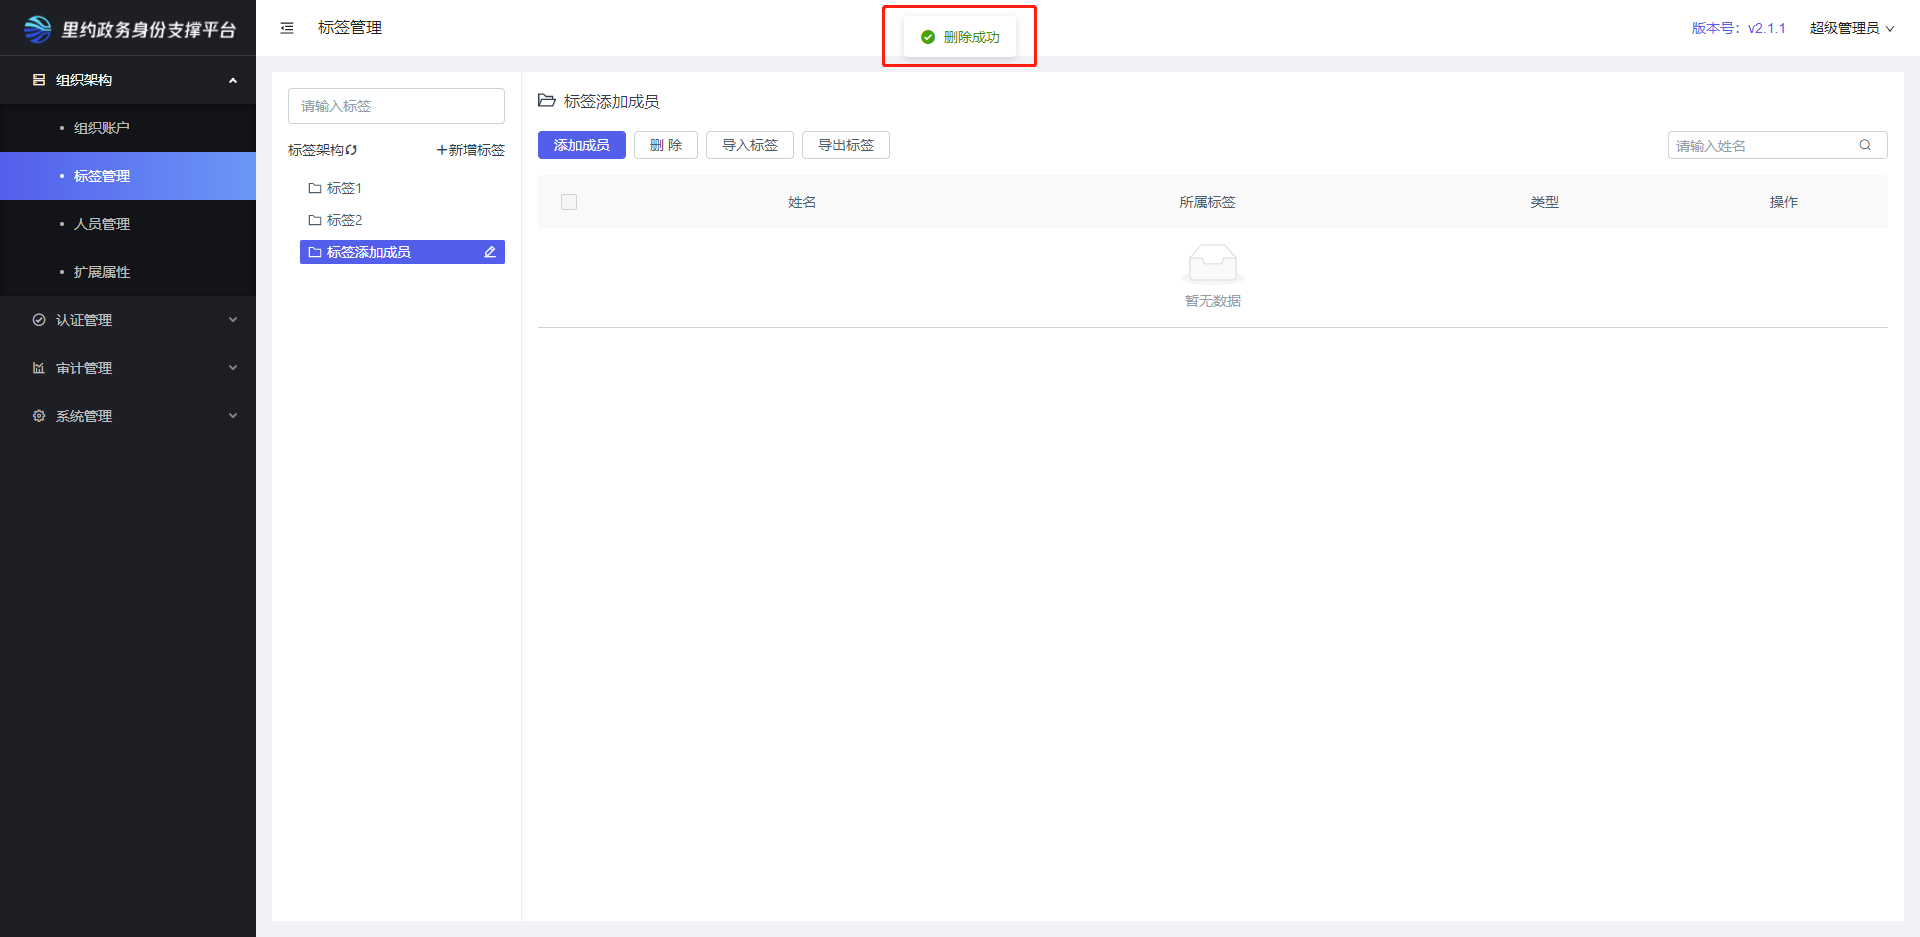 里约政务身份支撑平台
标签管理
删除成功
版本号：v2.1.1
超级管理员
组织架构
组织账户
标签管理
人员管理
扩展属性
认证管理
审计管理
系统管理
请输入标签
标签架构
新增标签
标签1
标签2
标签添加成员
标签添加成员
添加成员
删 除
导入标签
导出标签
请输入姓名
姓名
所属标签
类型
操作
暂无数据